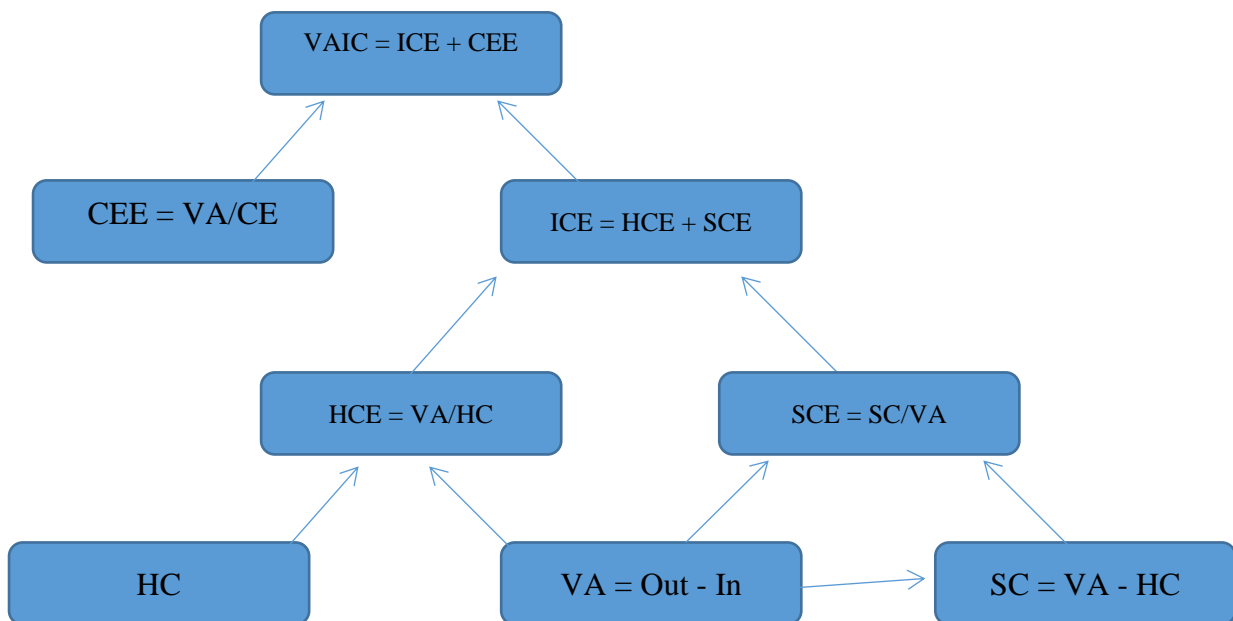 VAIC = ICE + CEE
CEE = VA/CE
ICE = HCE + SCE
HCE = VA/HC
SCE = SC/VA
HC
VA = Out - In
SC = VA - HC